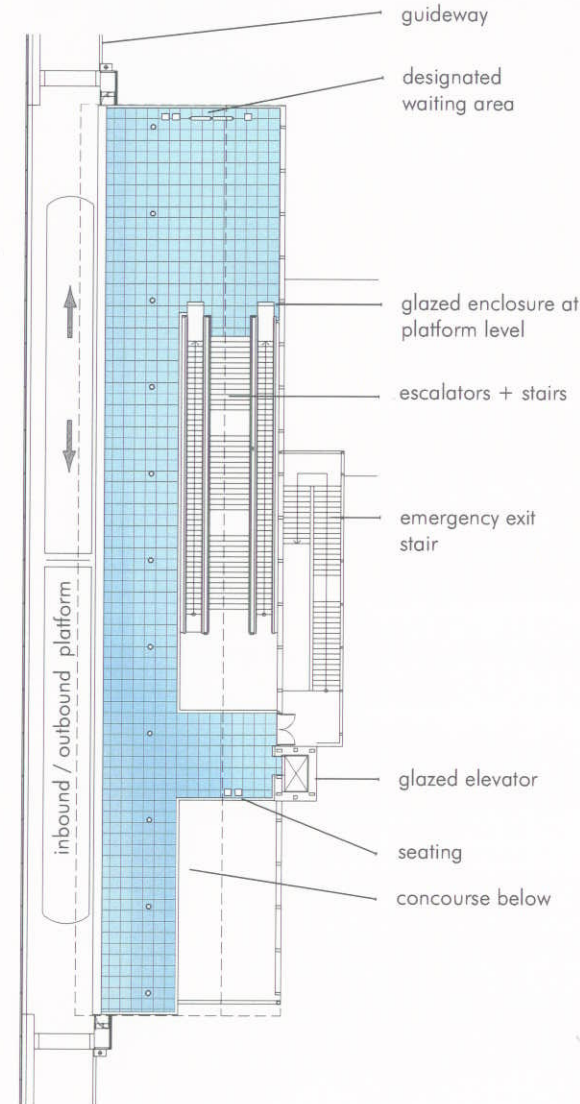 guideway
designated
waiting area
glazed enclosure at
platform level
escalators + stairs
emergency exit
stair
inbound / outbound platform
glazed elevator
seating
concourse below